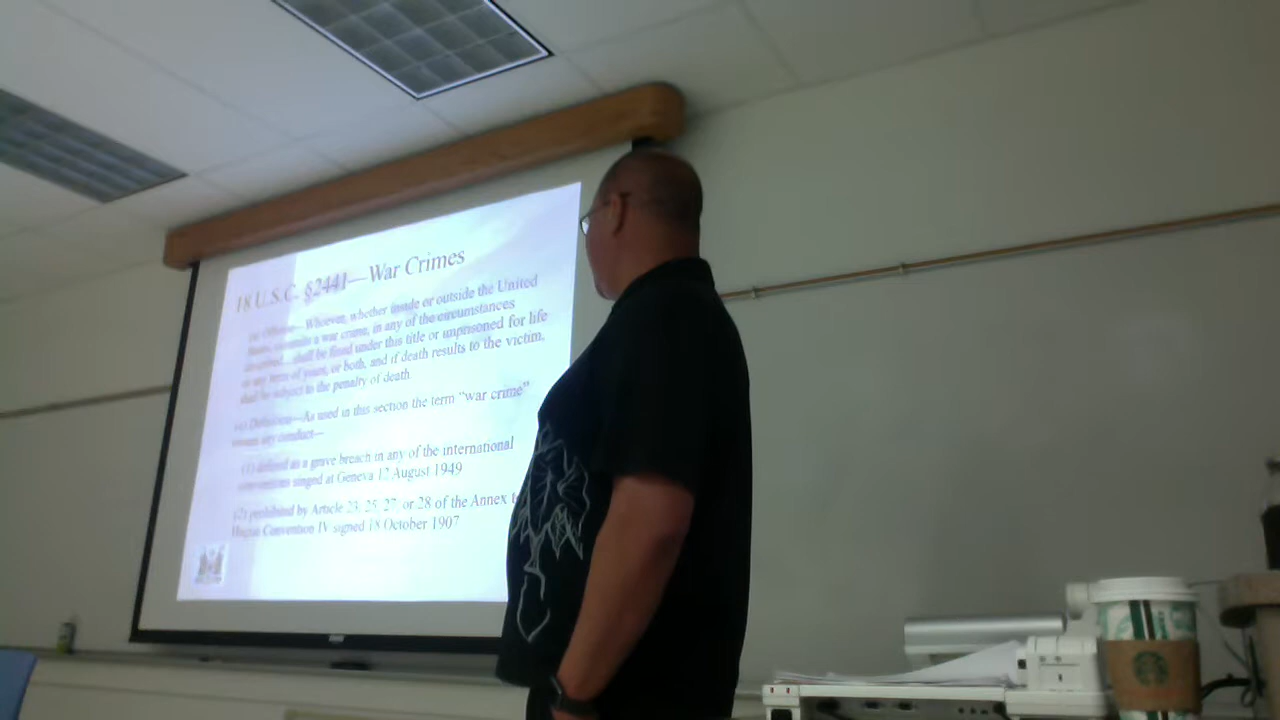 18 U.S.C. §2441—War Crimes
(a) Offense—Whoever, whether inside or outside the United
States, commits a war crime, in any of the circumstances
described...shall be fined under this title or imprisoned for life
or any term of years, or both, and if death results to the victim,
shall be subject to the penalty of death.
(c) Definition—As used in this section the term "war crime"
means any conduct—
(1) defined as a grave breach in any of the international
conventions singed at Geneva 12 August 1949
(2) prohibited by Article 23, 25, 27, or 28 of the Annex
Hague Convention IV signed 18 October 1907